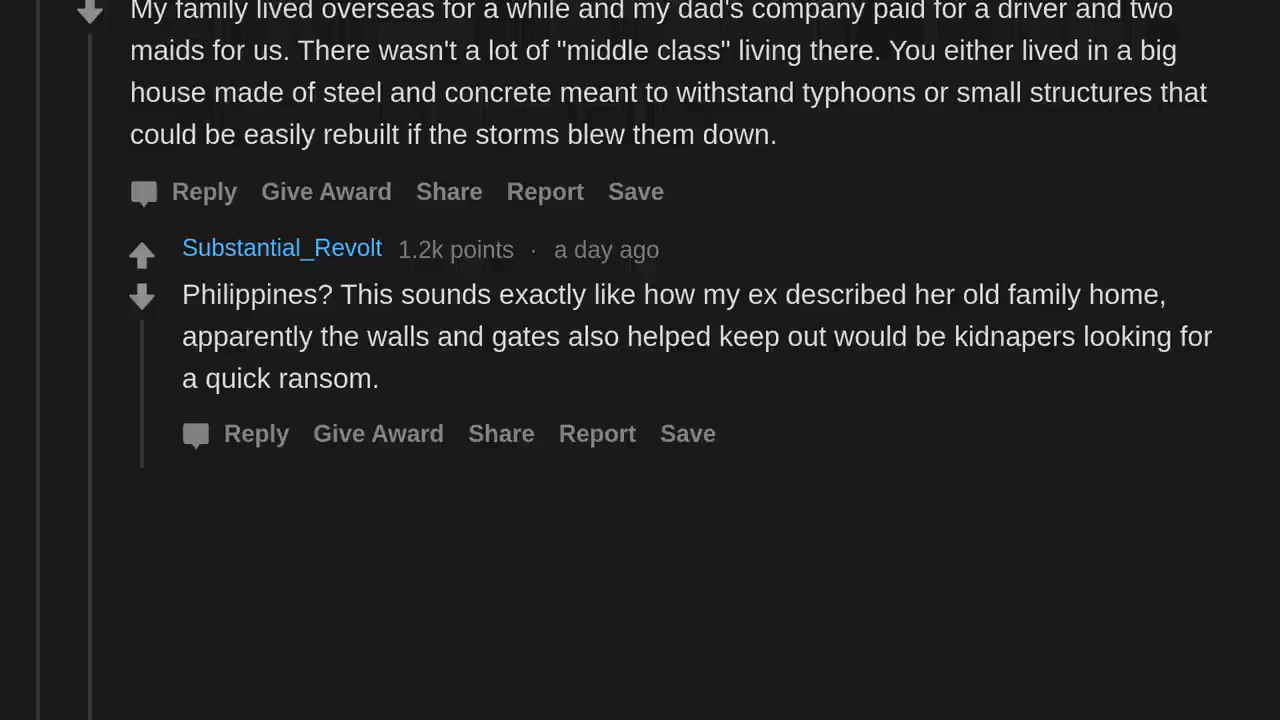 My family lived overseas for a while and my dad's company paid for a driver and two
maids for us. There wasn't a lot of "middle class" living there. You either lived in a big
house made of steel and concrete meant to withstand typhoons or small structures that
could be easily rebuilt if the storms blew them down.
Reply Give Award Share Report Save
Substantial_Revolt 1.2k points · a day ago
Philippines? This sounds exactly like how my ex described her old family home,
apparently the walls and gates also helped keep out would be kidnapers looking for
a quick ransom.
Reply Give Award Share Report Save